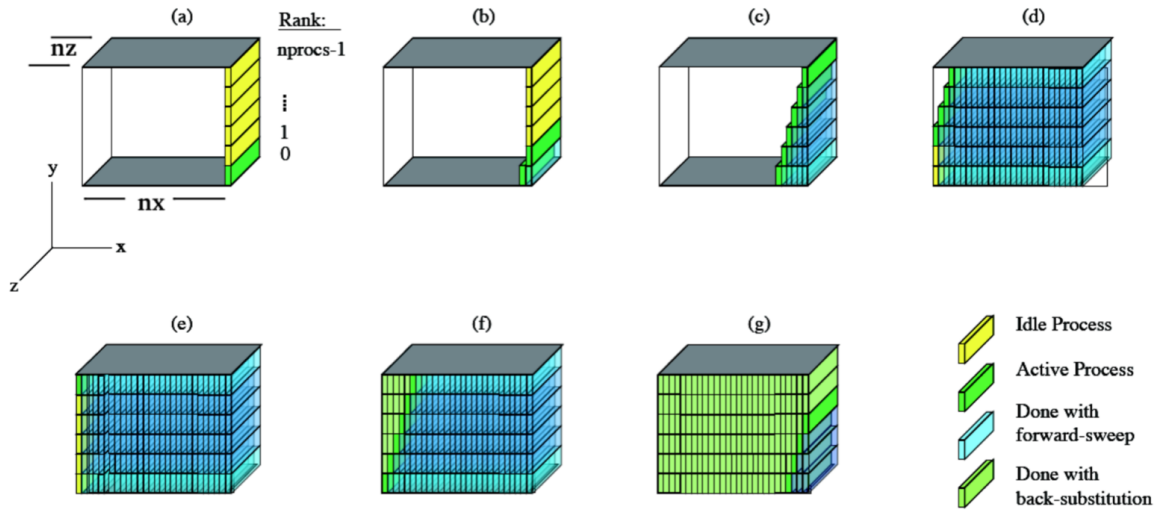 (a)
Rank:
nz
nprocs-1
1
0
nx
y
x
z
(b)
(c)
(d)
(e)
(f)
(g)
Idle Process
Active Process
Done with
forward-sweep
Done with
back-substitution